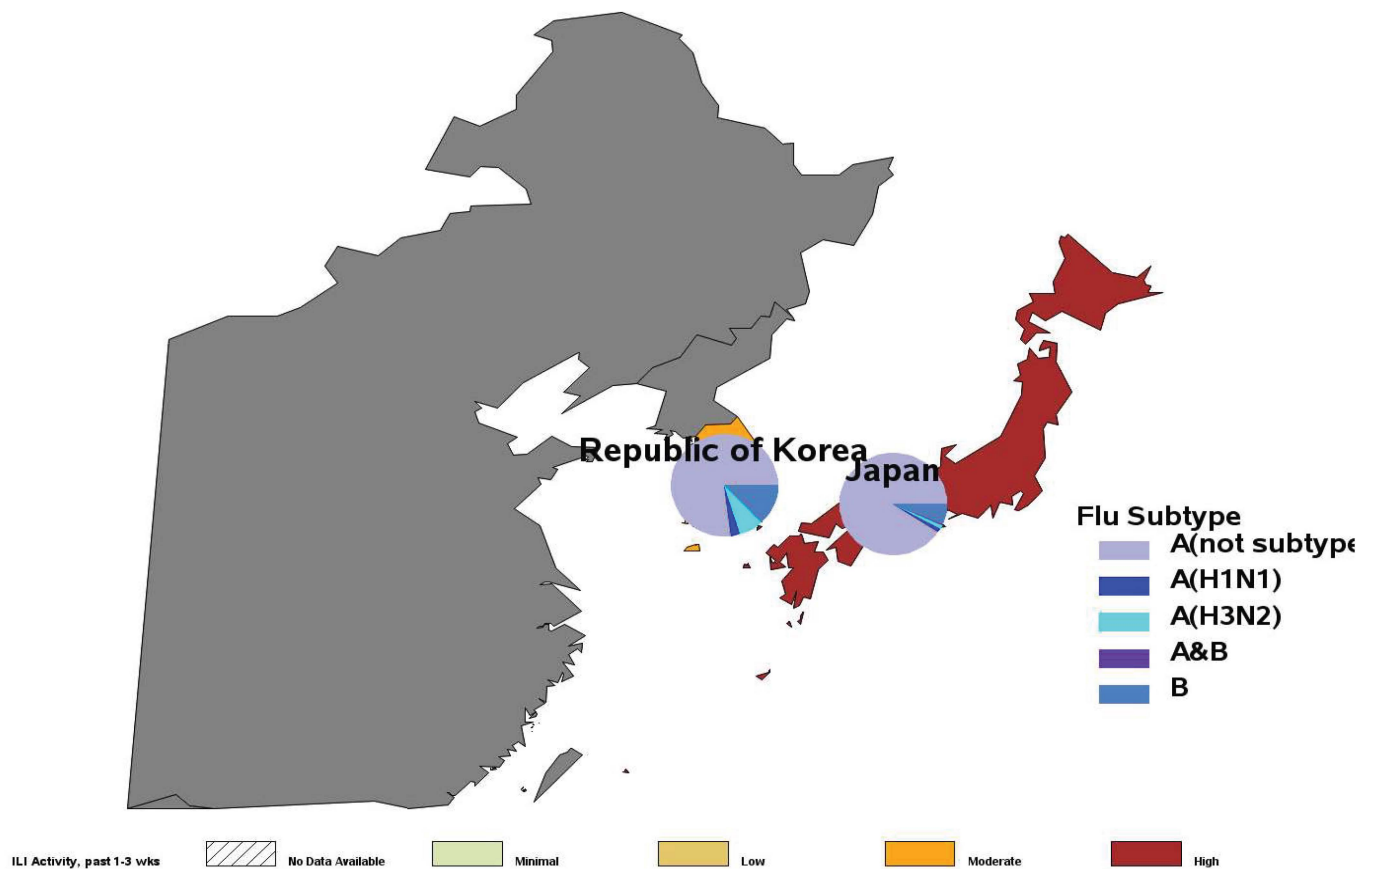 Republic of Korea
Japan
Flu Subtype
A(not subtype
A(H1N1)
A(H3N2)
A&B
B
ILI Activity, past 1-3 wks
No Data Available
Minimal
Low
Moderate
High